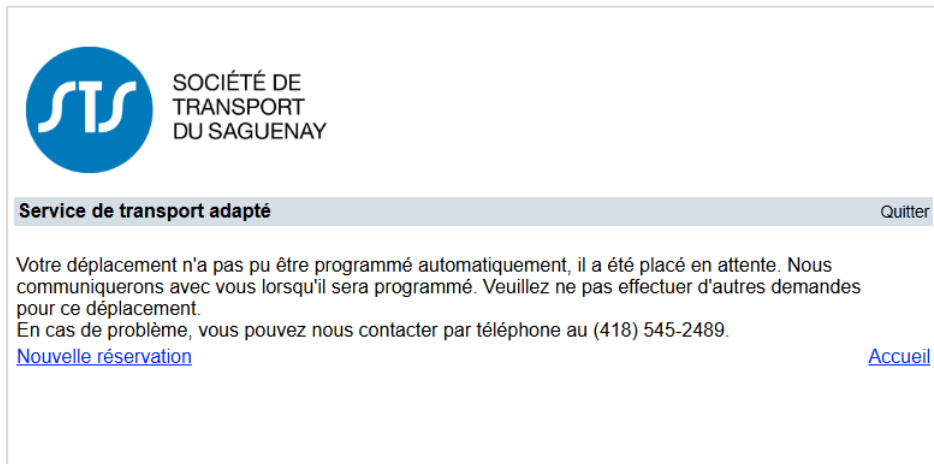 STS
SOCIÉTÉ DE
TRANSPORT
DU SAGUENAY
Service de transport adapté
Quitter
Votre déplacement n'a pas pu être programmé automatiquement, il a été placé en attente. Nous
communiquerons avec vous lorsqu'il sera programmé. Veuillez ne pas effectuer d'autres demandes
pour ce déplacement.
En cas de problème, vous pouvez nous contacter par téléphone au (418) 545-2489.
Nouvelle réservation
Accueil